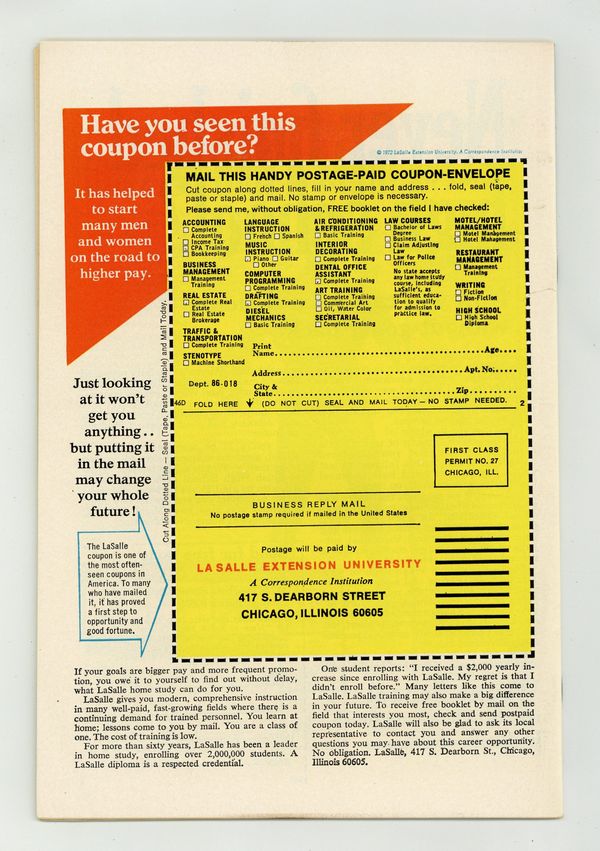 Have you seen this
coupon before?
© 1972 LaSalle Extension University. A Correspondence Institution
It has helped
to start
many men
and women
on the road to
higher pay.
Just looking
at it won't
get you
anything . .
but putting it
in the mail
may change
your whole
future!
The LaSalle
coupon is one of
the most often-
seen coupons in
America. To many
who have mailed
it, it has proved
a first step to
opportunity and
good fortune.
Cut Along Dotted Line — Seal (Tape, Paste or Staple) and Mail Today.
MAIL THIS HANDY POSTAGE-PAID COUPON-ENVELOPE
Cut coupon along dotted lines, fill in your name and address . . . fold, seal (tape,
paste or staple) and mail. No stamp or envelope is necessary.
Please send me, without obligation, FREE booklet on the field I have checked:
ACCOUNTING
Complete
Accounting
Income Tax
CPA Training
Bookkeeping
BUSINESS
MANAGEMENT
Management
Training
REAL ESTATE
Complete Real
Estate
Real Estate
Brokerage
TRAFFIC &
TRANSPORTATION
Complete Training
STENOTYPE
Machine Shorthand
LANGUAGE
INSTRUCTION
French Spanish
MUSIC
INSTRUCTION
Piano Guitar
Other
COMPUTER
PROGRAMMING
Complete Training
DRAFTING
Complete Training
DIESEL
MECHANICS
Basic Training
AIR CONDITIONING
& REFRIGERATION
Basic Training
INTERIOR
DECORATING
Complete Training
DENTAL OFFICE
ASSISTANT
Complete Training
ART TRAINING
Complete Training
Commercial Art
Oil, Water Color
SECRETARIAL
Complete Training
LAW COURSES
Bachelor of Laws
Degree
Business Law
Claim Adjusting
Law
Law for Police
Officers
No state accepts
any law home study
course, including
LaSalle's, as
sufficient educa-
tion to qualify
for admission to
practice law.
MOTEL/HOTEL
MANAGEMENT
Motel Management
Hotel Management
RESTAURANT
MANAGEMENT
Management
Training
WRITING
Fiction
Non-Fiction
HIGH SCHOOL
High School
Diploma
Print
Name Age
Address Apt. No.
Dept. 86-018
City &
State Zip
46D FOLD HERE (DO NOT CUT) SEAL AND MAIL TODAY — NO STAMP NEEDED. 2
FIRST CLASS
PERMIT NO. 27
CHICAGO, ILL.
BUSINESS REPLY MAIL
No postage stamp required if mailed in the United States
Postage will be paid by
LA SALLE EXTENSION UNIVERSITY
A Correspondence Institution
417 S. DEARBORN STREET
CHICAGO, ILLINOIS 60605
If your goals are bigger pay and more frequent promo-
tion, you owe it to yourself to find out without delay,
what LaSalle home study can do for you.
LaSalle gives you modern, comprehensive instruction
in many well-paid, fast-growing fields where there is a
continuing demand for trained personnel. You learn at
home; lessons come to you by mail. You are a class of
one. The cost of training is low.
For more than sixty years, LaSalle has been a leader
in home study, enrolling over 2,000,000 students. A
LaSalle diploma is a respected credential.
One student reports: "I received a $2,000 yearly in-
crease since enrolling with LaSalle. My regret is that I
didn't enroll before." Many letters like this come to
LaSalle. LaSalle training may also make a big difference
in your future. To receive free booklet by mail on the
field that interests you most, check and send postpaid
coupon today. LaSalle will also be glad to ask its local
representative to contact you and answer any other
questions you may have about this career opportunity.
No obligation. LaSalle, 417 S. Dearborn St., Chicago,
Illinois 60605.